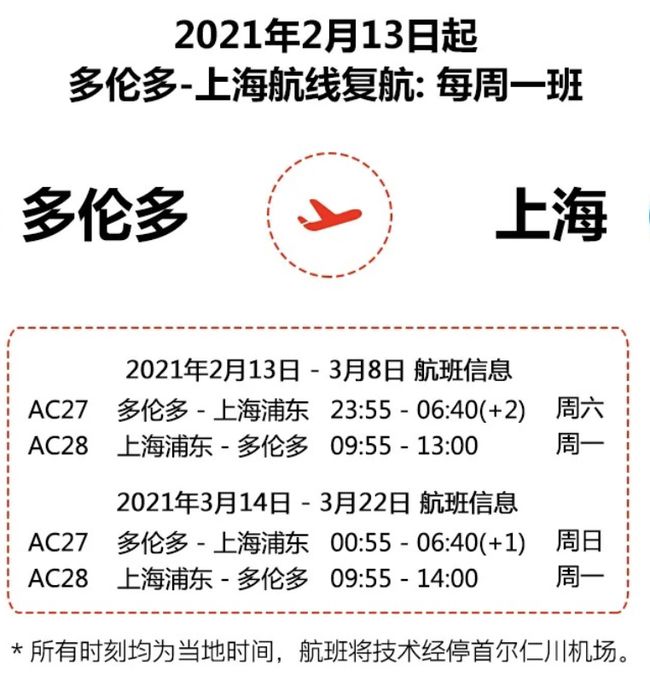 2021年2月13日起
多伦多-上海航线复航: 每周一班
多伦多 上海
2021年2月13日 - 3月8日 航班信息
AC27 多伦多 - 上海浦东 23:55 - 06:40(+2) 周六
AC28 上海浦东 - 多伦多 09:55 - 13:00 周一
2021年3月14日 - 3月22日 航班信息
AC27 多伦多 - 上海浦东 00:55 - 06:40(+1) 周日
AC28 上海浦东 - 多伦多 09:55 - 14:00 周一
* 所有时刻均为当地时间，航班将技术经停首尔仁川机场。